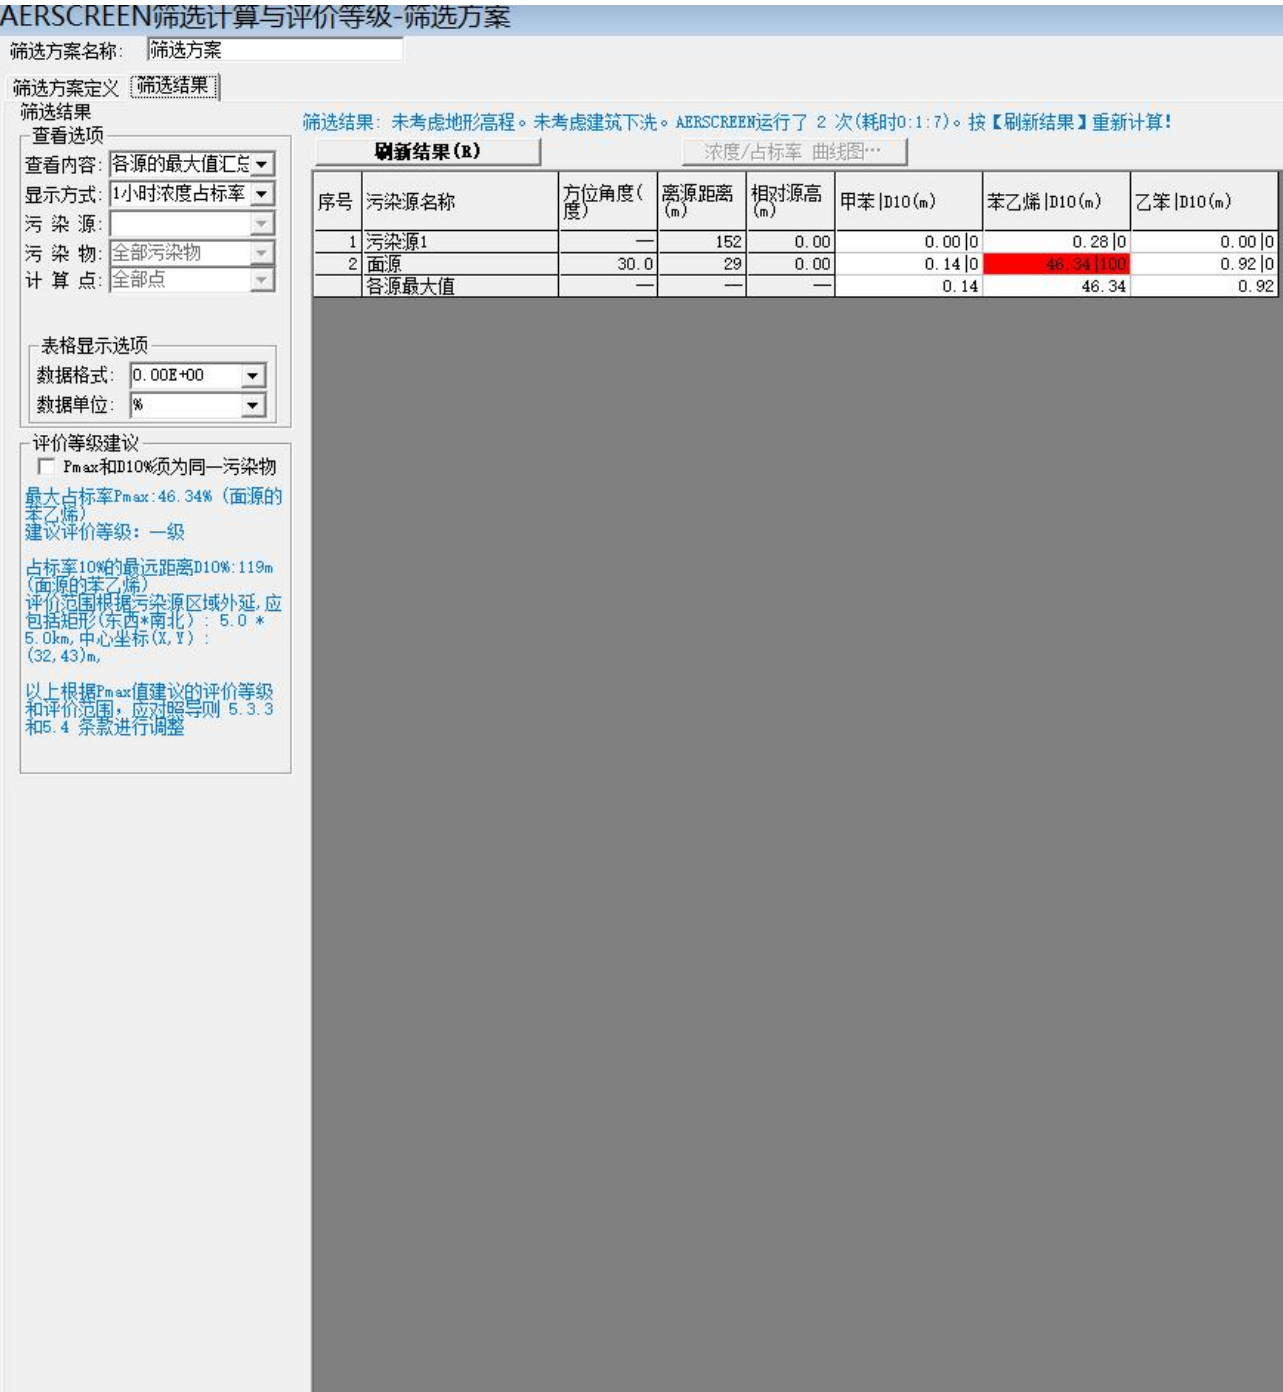 AERSCREEN筛选计算与评价等级-筛选方案
筛选方案名称: 筛选方案
筛选方案定义 筛选结果
筛选结果
查看选项
查看内容: 各源的最大值汇总
显示方式: 1小时浓度占标率
污 染 源:
污 染 物: 全部污染物
计 算 点: 全部点
表格显示选项
数据格式: 0.00E+00
数据单位: %
评价等级建议
Pmax和D10%须为同一污染物
最大占标率Pmax:46.34% (面源的
苯乙烯)
建议评价等级: 一级
占标率10%的最远距离D10%:119m
(面源的苯乙烯)
评价范围根据污染源区域外延,应
包括矩形(东西*南北) : 5.0 *
5.0km,中心坐标(X,Y) :
(32,43)m,
以上根据Pmax值建议的评价等级
和评价范围，应对照导则 5.3.3
和5.4 条款进行调整
筛选结果: 未考虑地形高程。未考虑建筑下洗。AERSCREEN运行了 2 次(耗时0:1:7)。按【刷新结果】重新计算!
刷新结果(R) 浓度/占标率 曲线图…
序号 污染源名称 方位角度(度) 离源距离(m) 相对源高(m) 甲苯|D10(m) 苯乙烯|D10(m) 乙苯|D10(m)
1 污染源1 — 152 0.00 0.00|0 0.28|0 0.00|0
2 面源 30.0 29 0.00 0.14|0 46.34|100 0.92|0
各源最大值 — — — 0.14 46.34 0.92